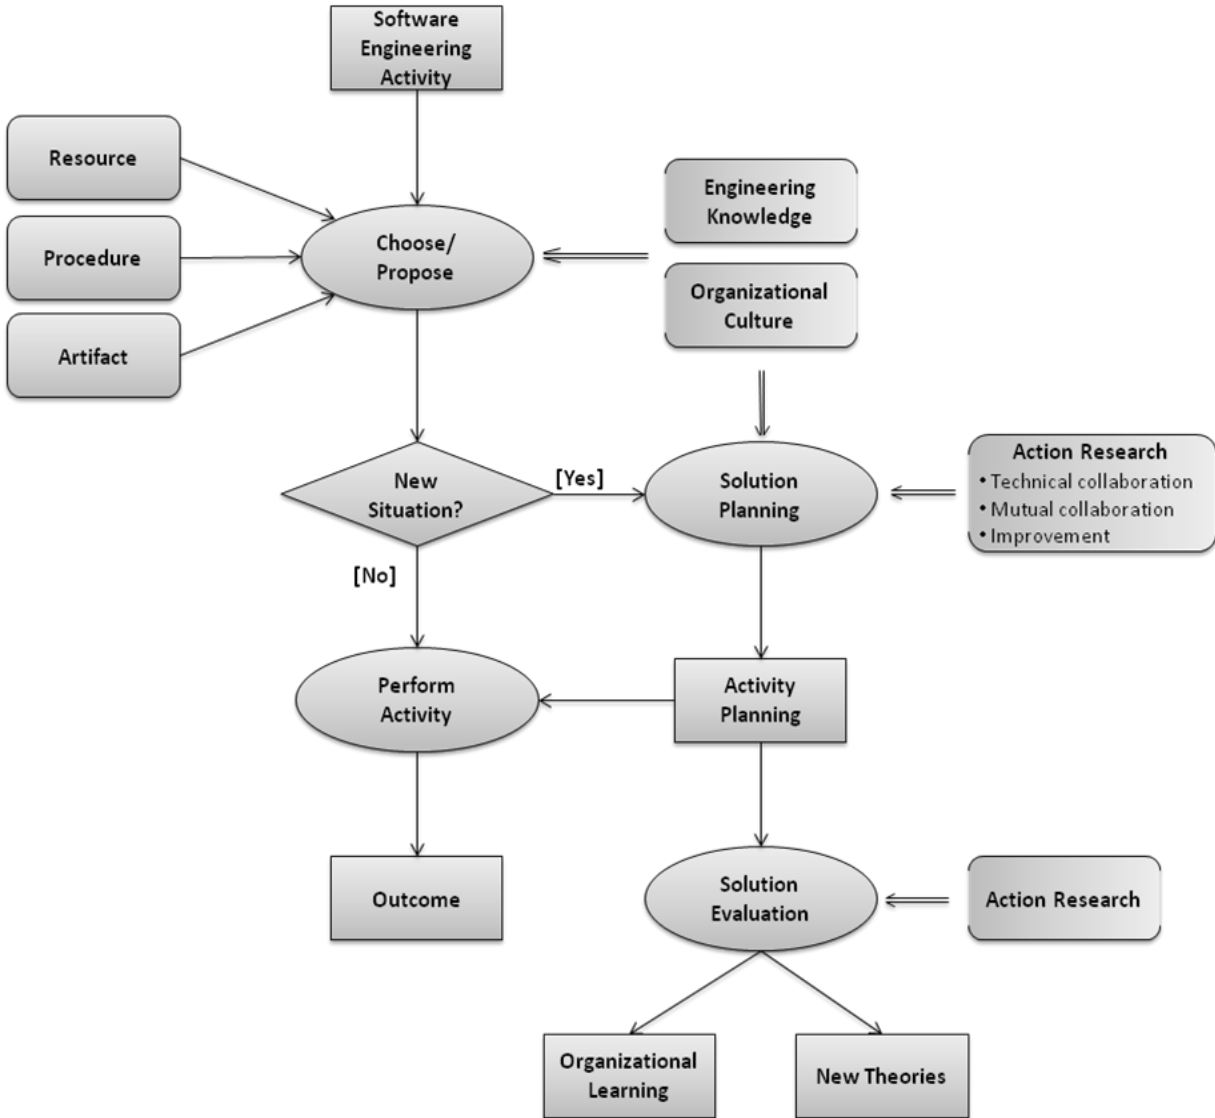 Software
Engineering
Activity
Resource
Engineering
Knowledge
Procedure
Choose/
Propose
Organizational
Culture
Artifact
New
Situation?
[Yes]
[No]
Solution
Planning
Action Research
• Technical collaboration
• Mutual collaboration
• Improvement
Perform
Activity
Activity
Planning
Outcome
Solution
Evaluation
Action Research
Organizational
Learning
New Theories